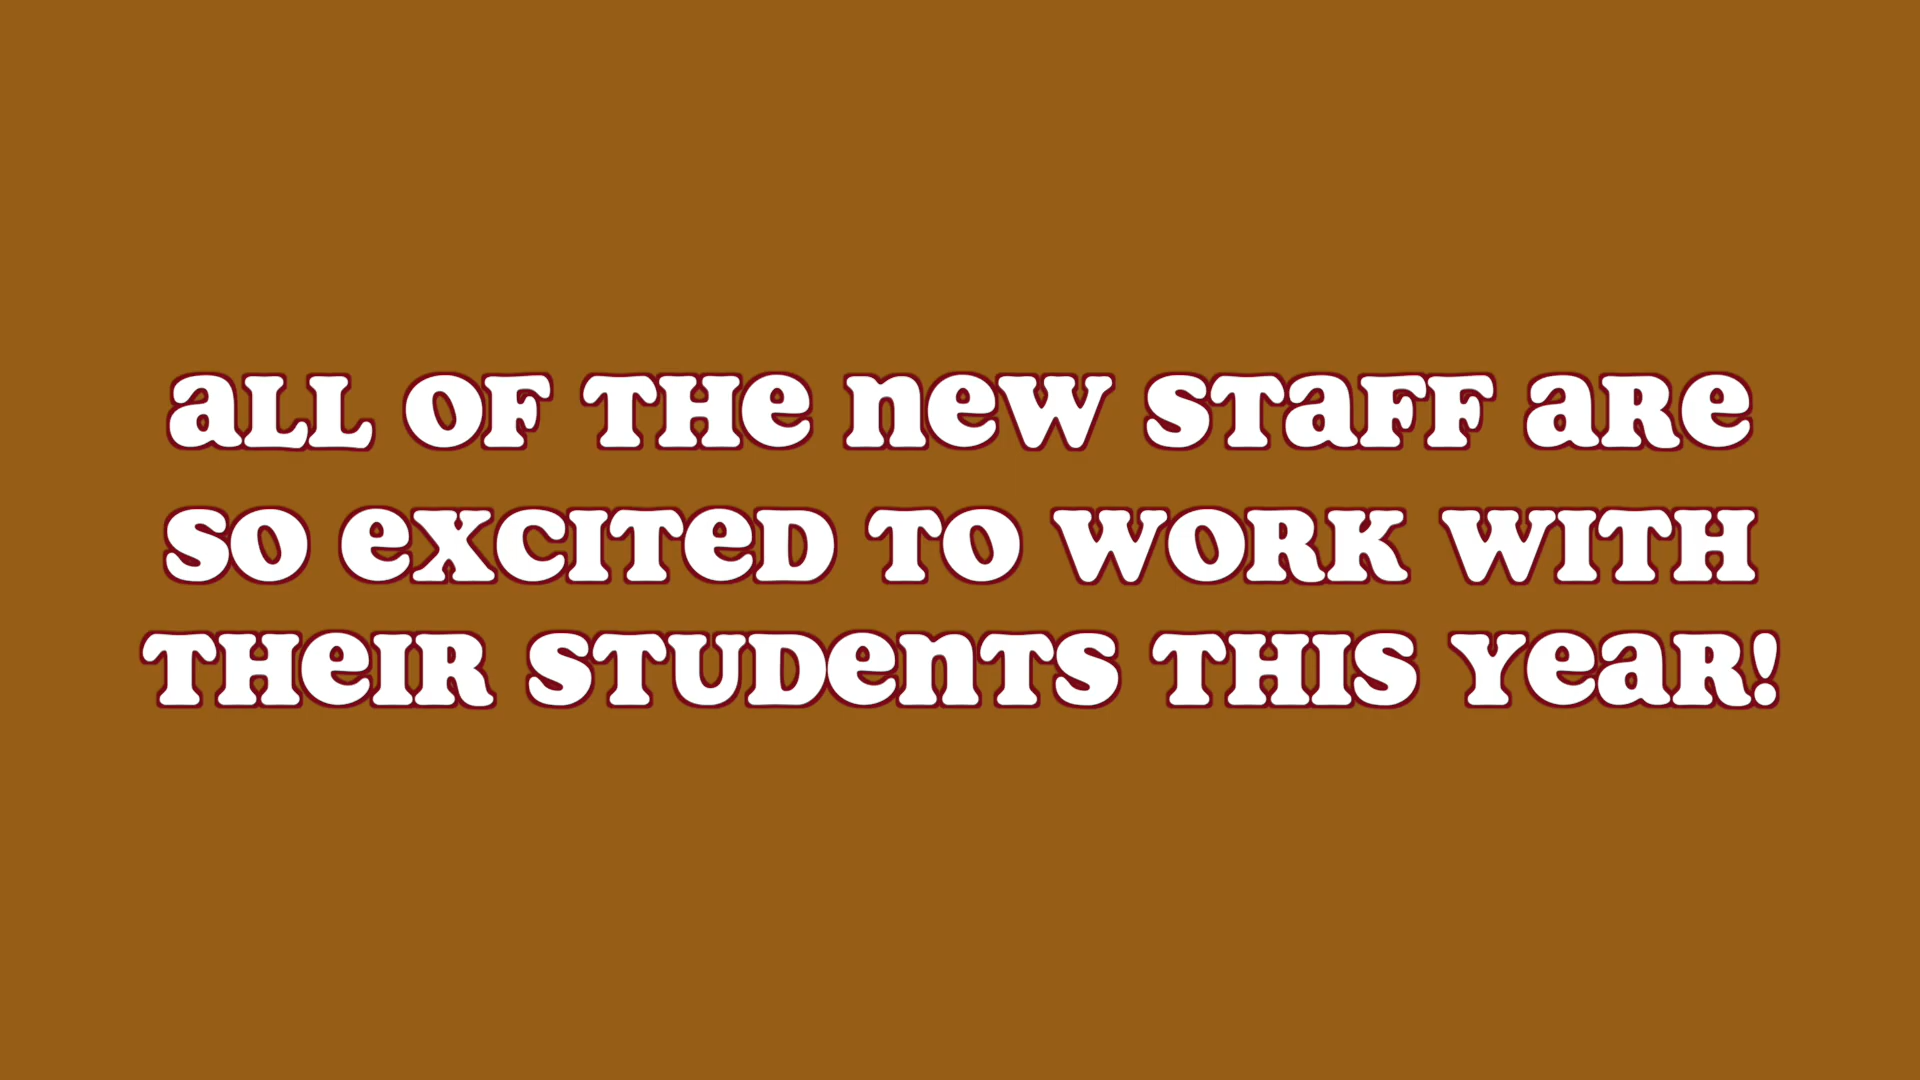 ALL OF THE NEW STAFF ARE
SO EXCITED TO WORK WITH
THEIR STUDENTS THIS YEAR!